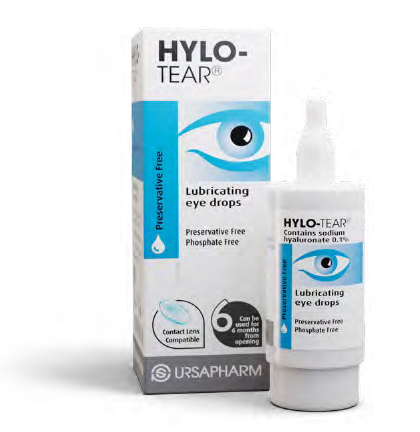 HYLO-
TEAR®
Preservative Free
Lubricating
eye drops
Preservative Free
Phosphate Free
Contact Lens
Compatible
6
Can be
used for
6 months
from
opening
URSAPHARM
HYLO-TEAR®
Contains sodium
hyaluronate 0.1%
Preservative Free
Lubricating
eye drops
Preservative Free
Phosphate Free